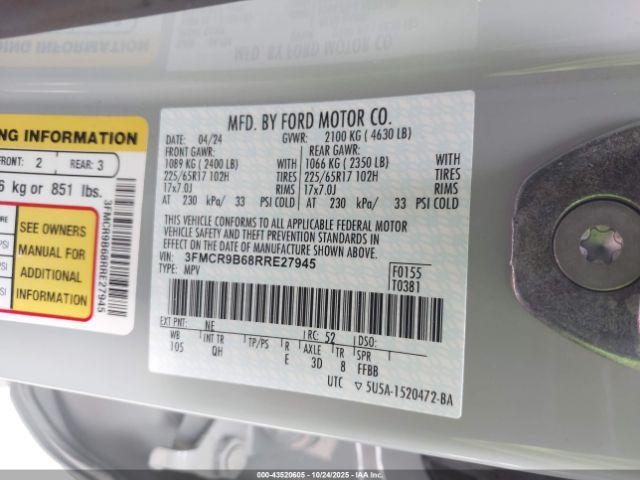 MFD. BY FORD MOTOR CO.
DATE: 04/24 GVWR: 2100 KG ( 4630 LB)
FRONT GAWR: REAR GAWR:
1089 KG ( 2400 LB) WITH 1066 KG ( 2350 LB) WITH
225/65R17 102H TIRES 225/65R17 102H TIRES
17x7.0J RIMS 17x7.0J RIMS
AT 230 kPa/ 33 PSI COLD AT 230 kPa/ 33 PSI COLD
THIS VEHICLE CONFORMS TO ALL APPLICABLE FEDERAL MOTOR
VEHICLE SAFETY AND THEFT PREVENTION STANDARDS IN
EFFECT ON THE DATE OF MANUFACTURE SHOWN ABOVE.
VIN: 3FMCR9B68RRE27945
TYPE: MPV
F0155
T0381
EXT PNT: NE RC: 52 DSO:
WB INT TR TP/PS R AXLE TR SPR
105 QH E 3D 8 FFBB
UTC ▽ 5U5A-1520472-BA
ING INFORMATION
FRONT: 2 REAR: 3
6 kg or 851 lbs.
SEE OWNERS
MANUAL FOR
ADDITIONAL
INFORMATION
PSI
PSI
3FMCR9B68RRE27945
000-43520605 - 10/24/2025 - IAAI.COM